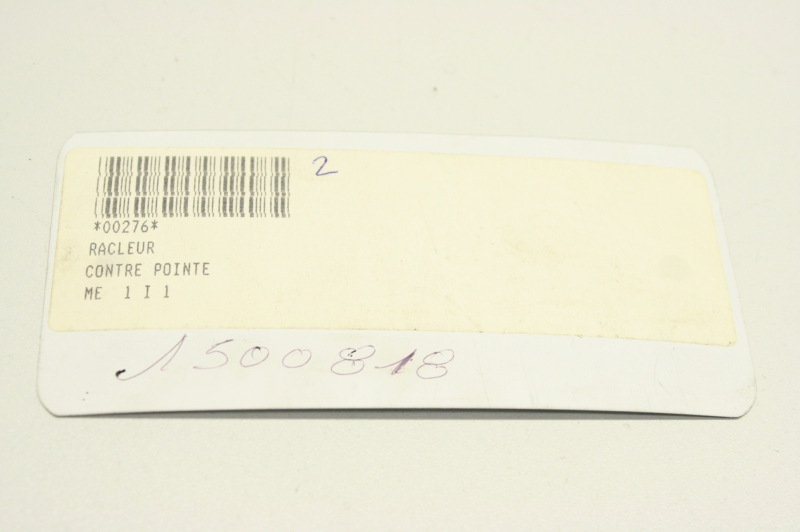 2
*00276*
RACLEUR
CONTRE POINTE
ME 1 I 1
1500818